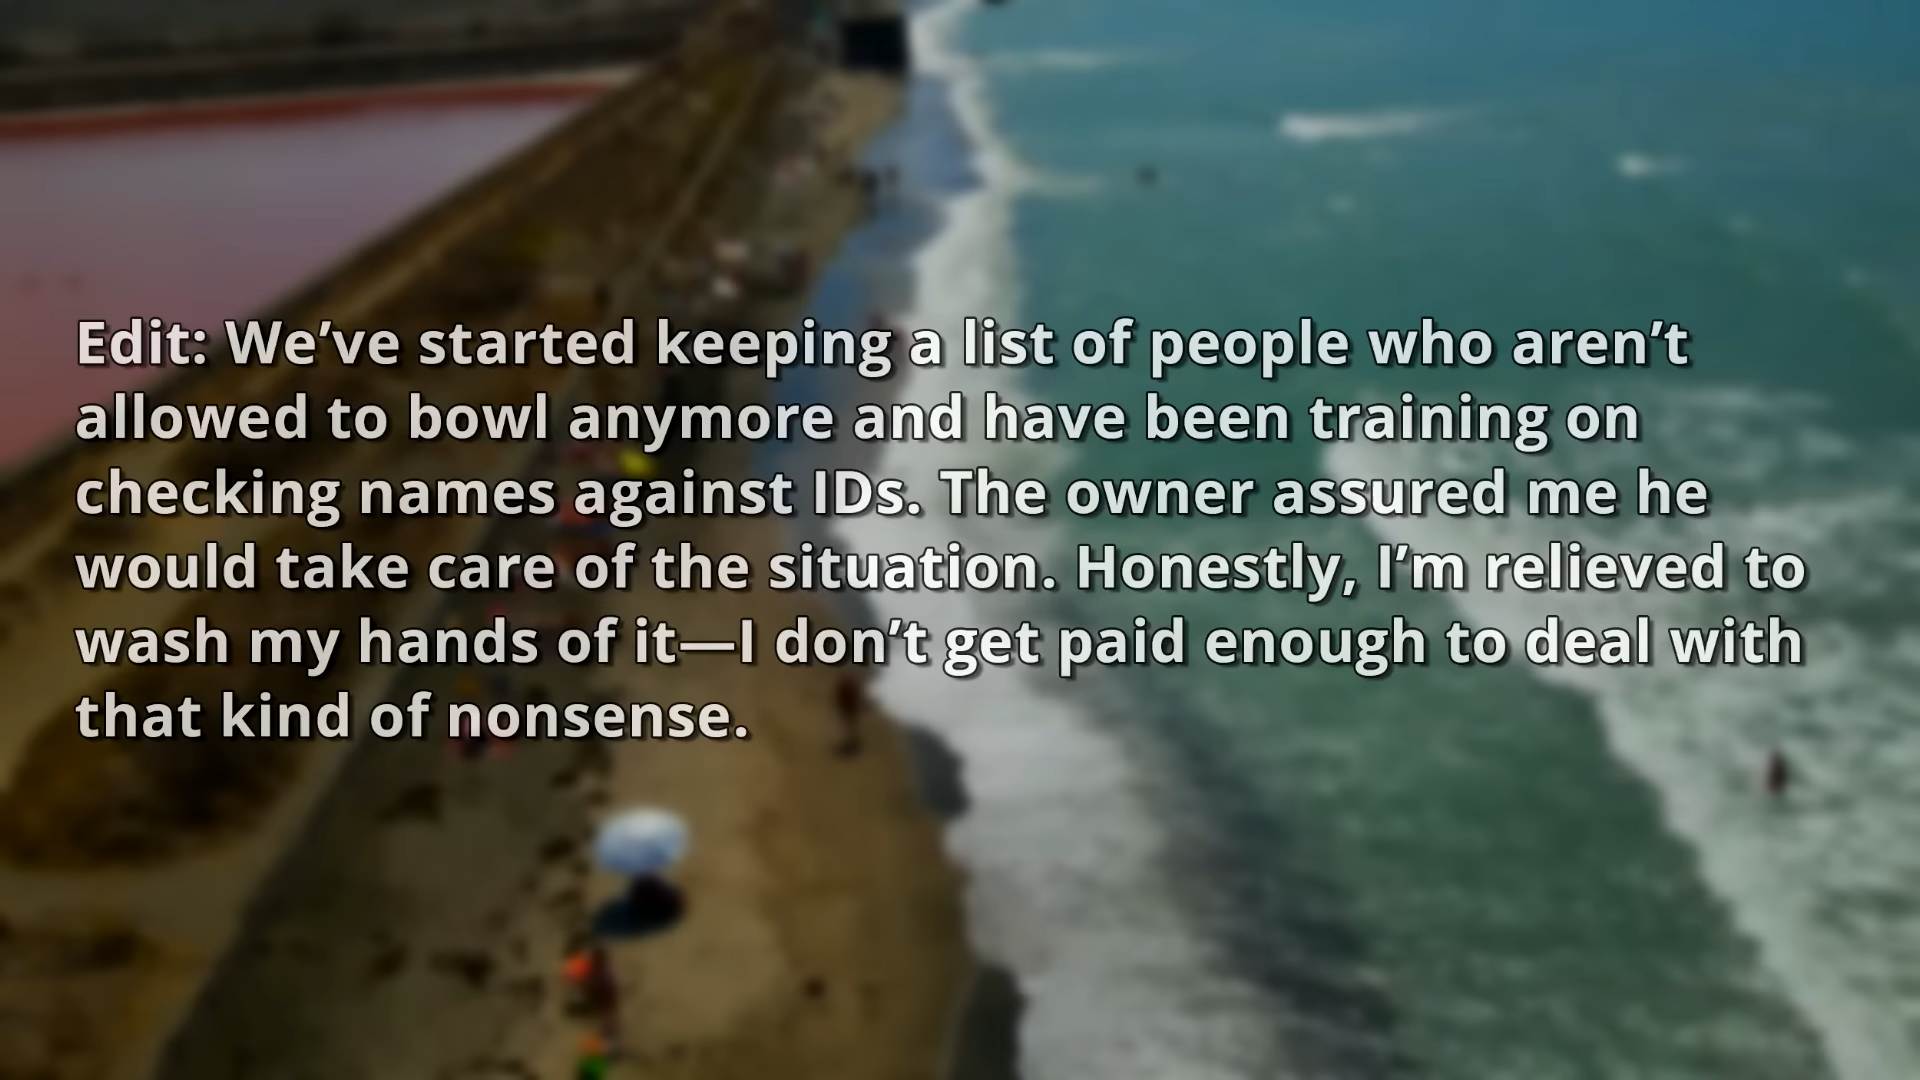 Edit: We’ve started keeping a list of people who aren’t
allowed to bowl anymore and have been training on
checking names against IDs. The owner assured me he
would take care of the situation. Honestly, I’m relieved to
wash my hands of it—I don’t get paid enough to deal with
that kind of nonsense.